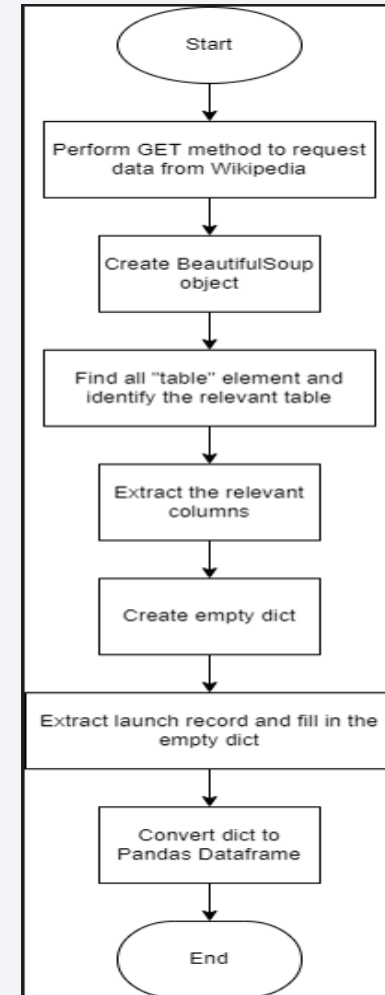 Start
Perform GET method to request
data from Wikipedia
Create BeautifulSoup
object
Find all "table" element and
identify the relevant table
Extract the relevant
columns
Create empty dict
Extract launch record and fill in the
empty dict
Convert dict to
Pandas Dataframe
End